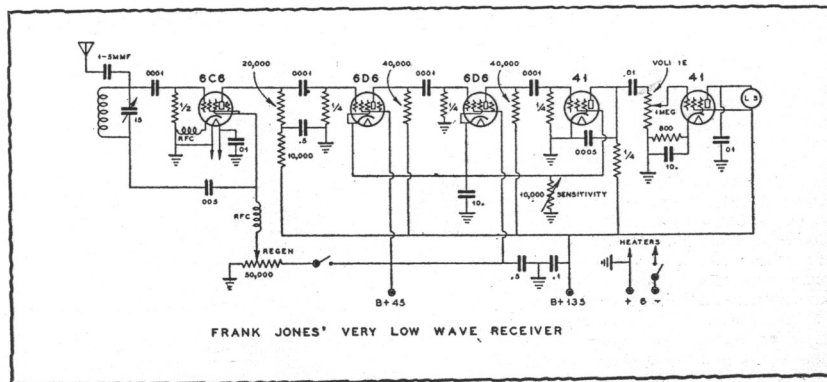 1-5MMF
.0001
6C6
20,000
.0001
6D6
40,000
.0001
6D6
40,000
.0001
41
.01
41
1 MEG
L S
15
1/2
1/4
1/4
1/4
RFC
.01
.5
.0005
800
10,000
1/4
10.
.01
.005
10.
10,000
SENSITIVITY
RFC
REGEN
HEATERS
50,000
.5
.1
B+45
B+135
+ 6 -
FRANK JONES' VERY LOW WAVE RECEIVER